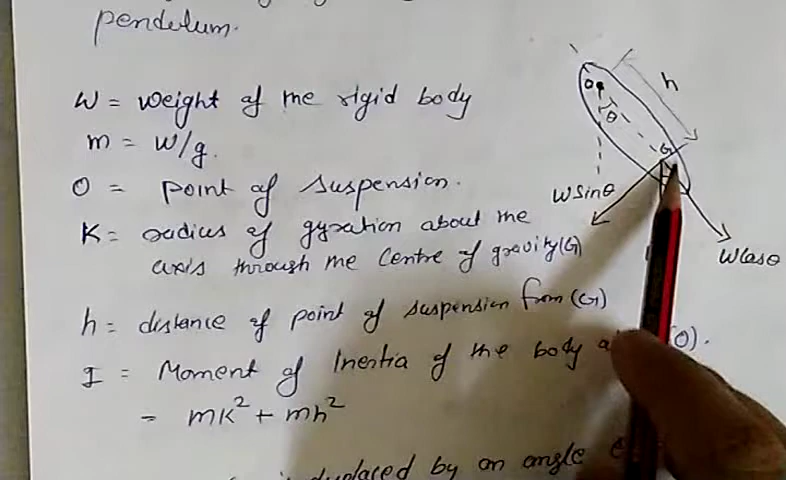 pendulum.
W = weight of the rigid body
m = W/g.
O = point of suspension.
K = radius of gyration about the
axis through the centre of gravity (G)
h = distance of point of suspension from (G)
I = Moment of Inertia of the body a (O).
= mk² + mh²
displaced by an angle
O
h
θ
G
W sinθ
W cosθ